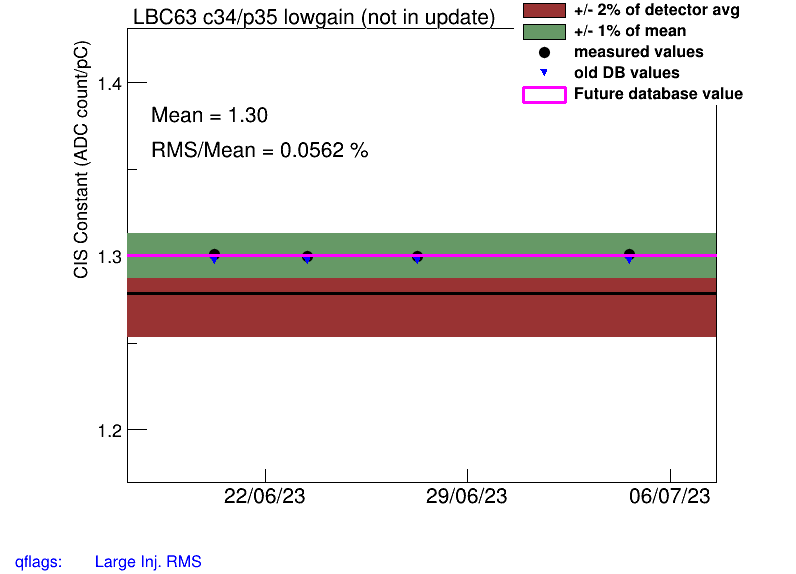 LBC63 c34/p35 lowgain (not in update)
+/- 2% of detector avg
+/- 1% of mean
measured values
old DB values
Future database value
CIS Constant (ADC count/pC)
1.4
Mean = 1.30
RMS/Mean = 0.0562 %
1.3
1.2
22/06/23
29/06/23
06/07/23
qflags: Large Inj. RMS